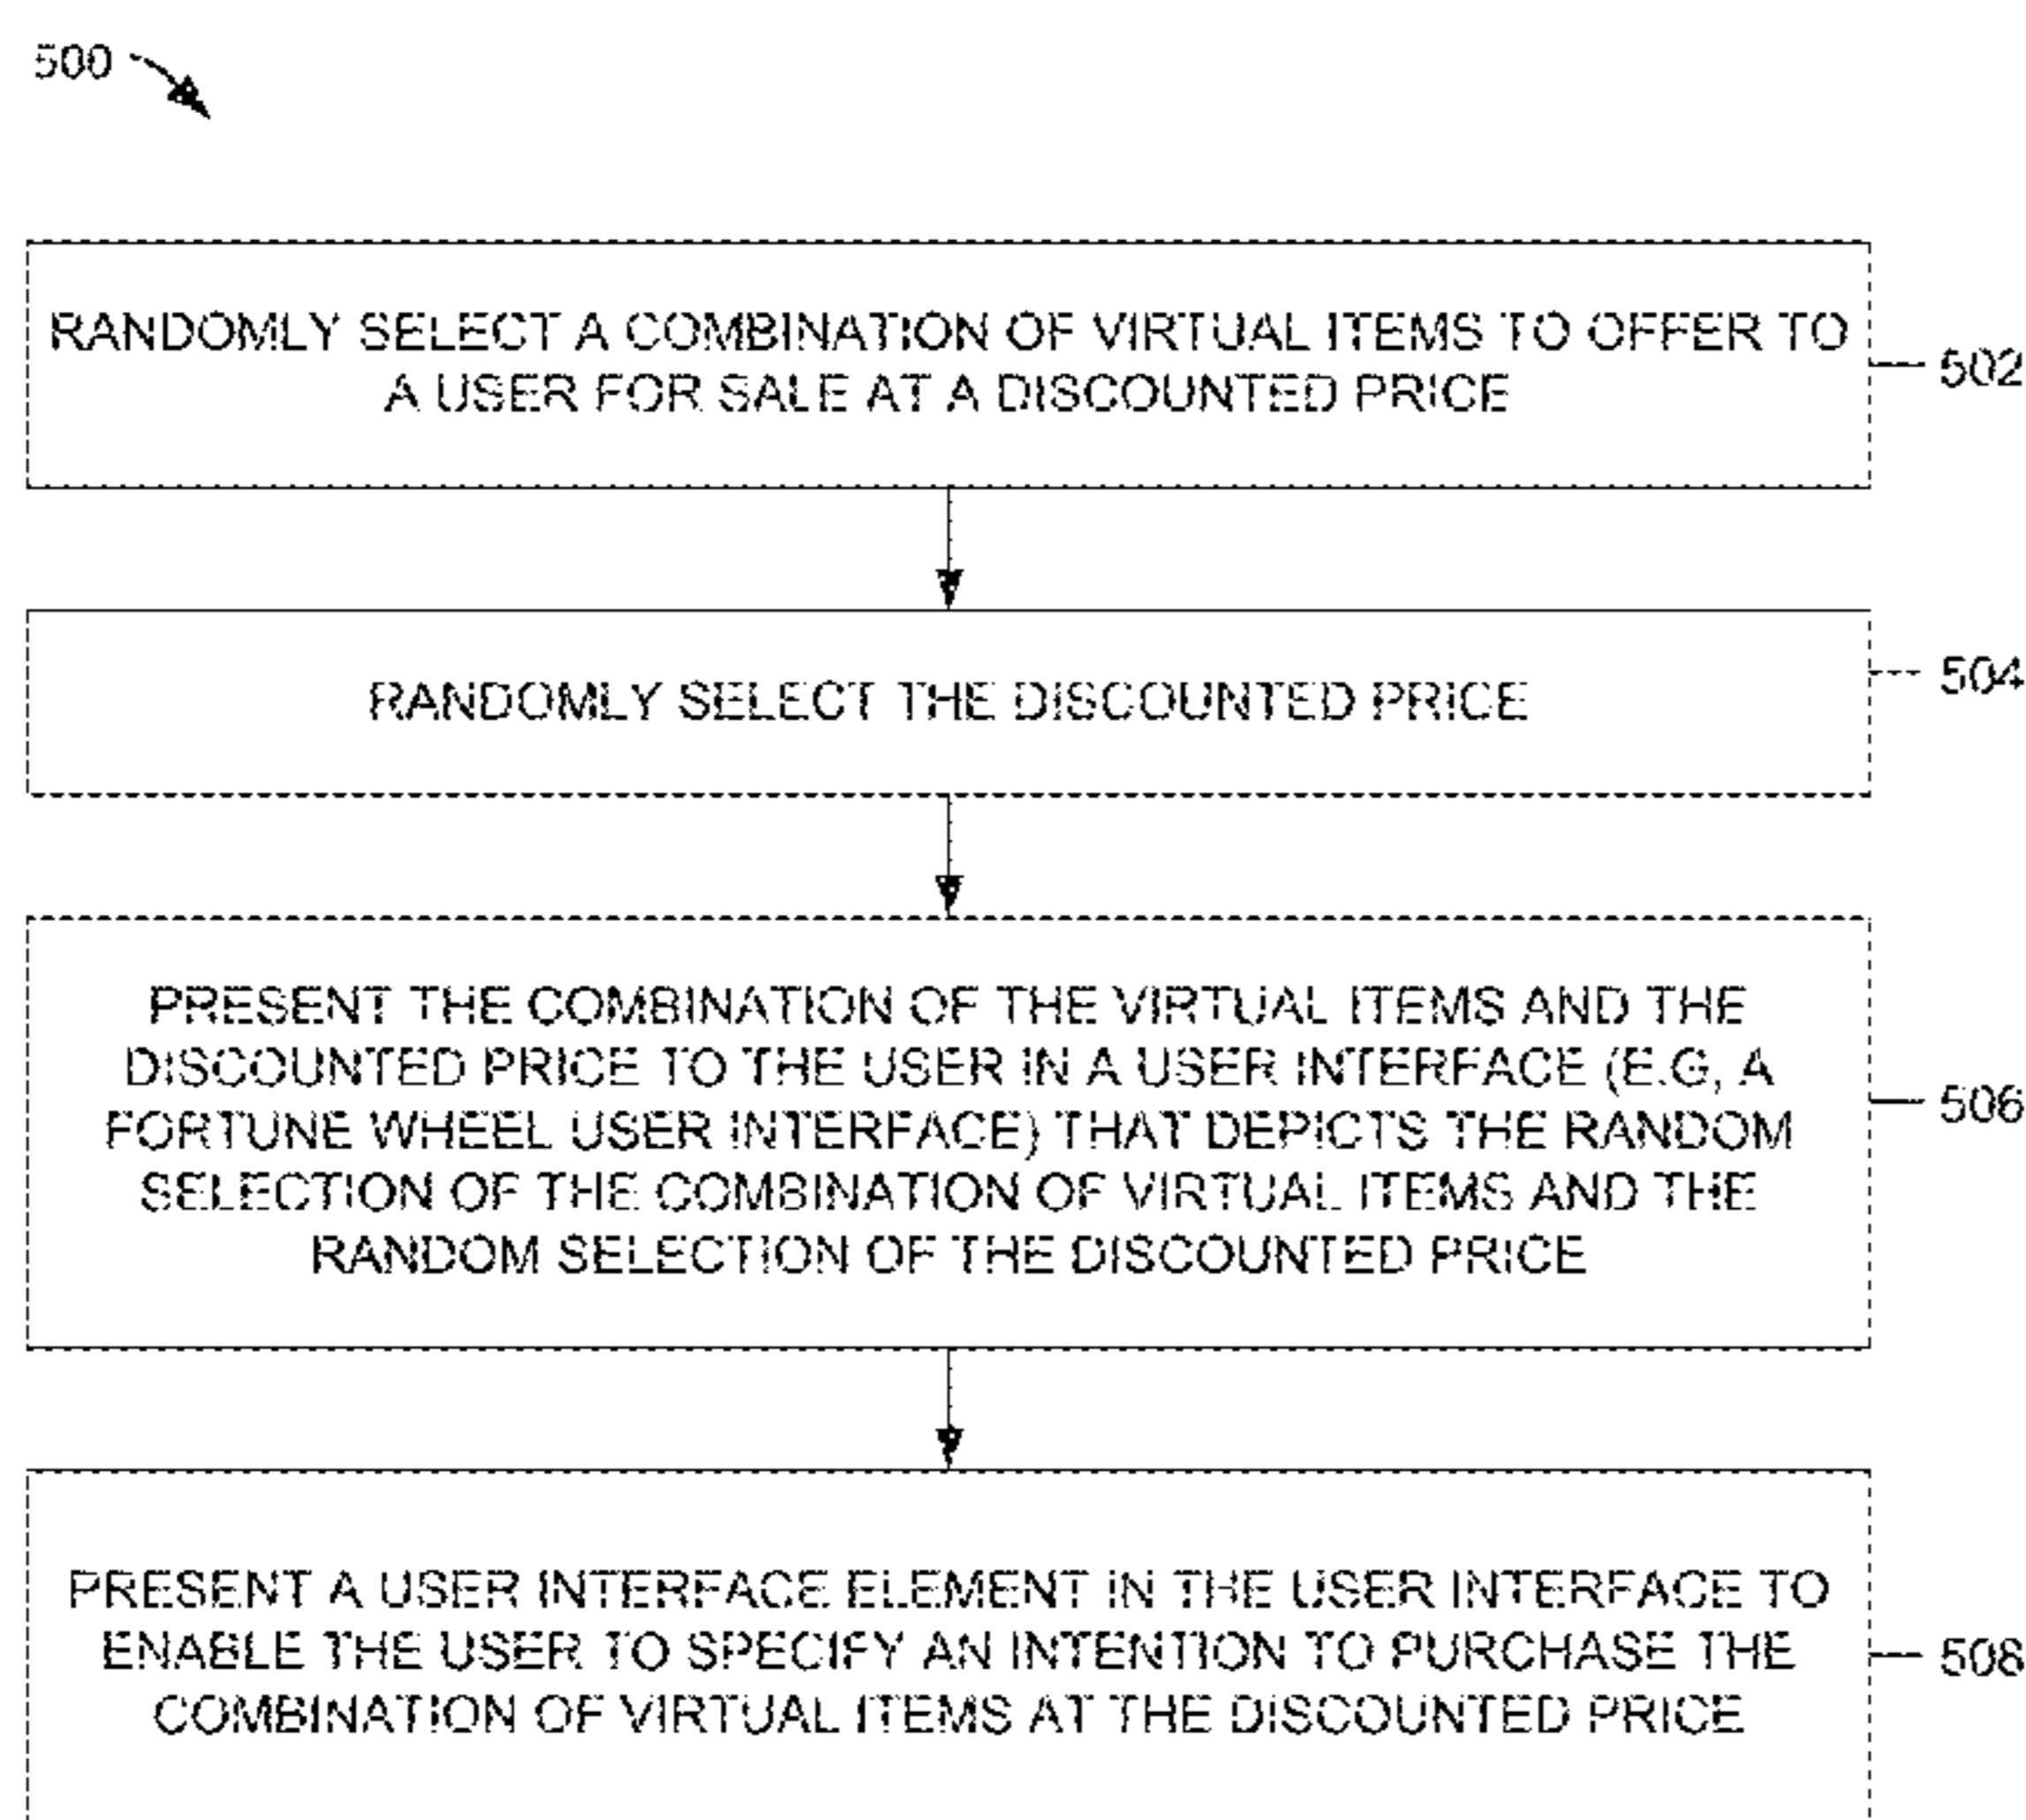 500
RANDOMLY SELECT A COMBINATION OF VIRTUAL ITEMS TO OFFER TO
A USER FOR SALE AT A DISCOUNTED PRICE
502
RANDOMLY SELECT THE DISCOUNTED PRICE
504
PRESENT THE COMBINATION OF THE VIRTUAL ITEMS AND THE
DISCOUNTED PRICE TO THE USER IN A USER INTERFACE (E.G, A
FORTUNE WHEEL USER INTERFACE) THAT DEPICTS THE RANDOM
SELECTION OF THE COMBINATION OF VIRTUAL ITEMS AND THE
RANDOM SELECTION OF THE DISCOUNTED PRICE
506
PRESENT A USER INTERFACE ELEMENT IN THE USER INTERFACE TO
ENABLE THE USER TO SPECIFY AN INTENTION TO PURCHASE THE
COMBINATION OF VIRTUAL ITEMS AT THE DISCOUNTED PRICE
508